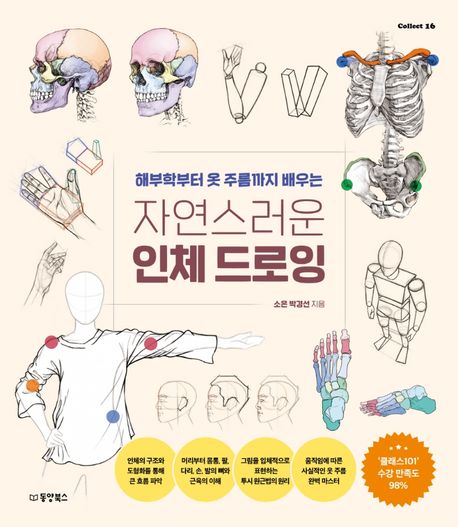 Collect 16
해부학부터 옷 주름까지 배우는
자연스러운
인체 드로잉
소은 박경선 지음
인체의 구조와
도형화를 통해
큰 흐름 파악
머리부터 몸통, 팔,
다리, 손, 발의 뼈와
근육의 이해
그림을 입체적으로
표현하는
투시 원근법의 원리
움직임에 따른
사실적인 옷 주름
완벽 마스터
'클래스101'
수강 만족도
98%
동양북스